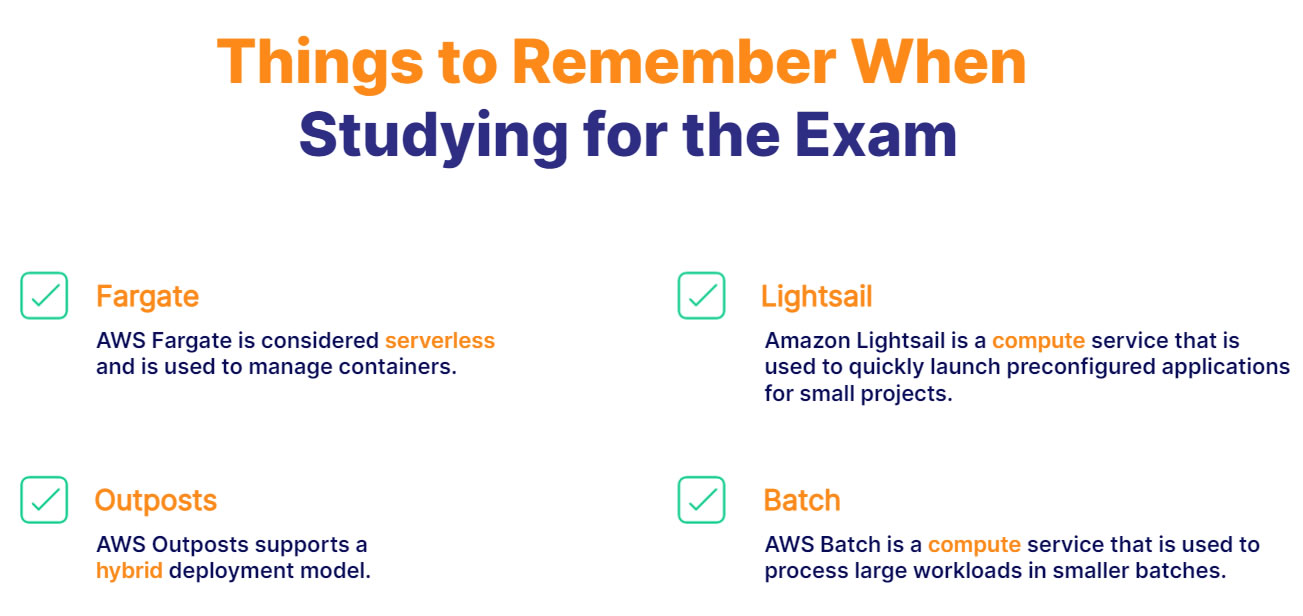 Things to Remember When
Studying for the Exam
Fargate
AWS Fargate is considered serverless
and is used to manage containers.
Lightsail
Amazon Lightsail is a compute service that is
used to quickly launch preconfigured applications
for small projects.
Outposts
AWS Outposts supports a
hybrid deployment model.
Batch
AWS Batch is a compute service that is used to
process large workloads in smaller batches.